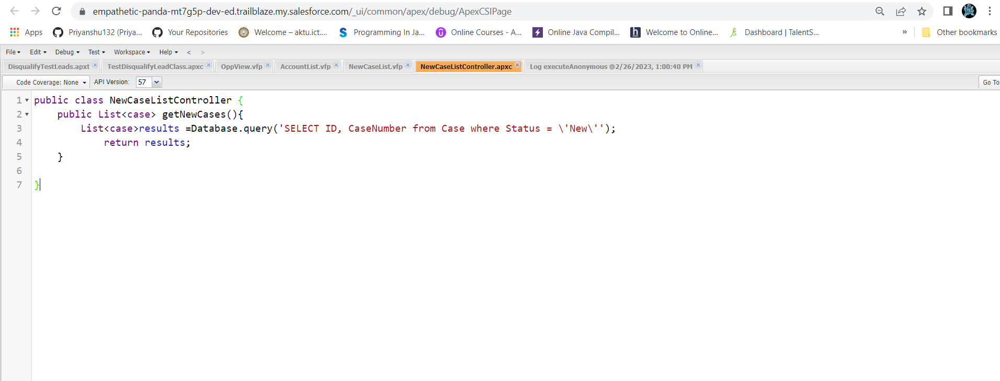 empathetic-panda-mt7g5p-dev-ed.trailblaze.my.salesforce.com/_ui/common/apex/debug/ApexCSIPage
Apps Priyanshu132 (Priya... Your Repositories Welcome – aktu.ict.... S Programming In Ja... Online Courses - A... Online Java Compil... h Welcome to Online... Dashboard | TalentS... » Other bookmarks
File Edit Debug Test Workspace Help < >
DisqualifyTestLeads.apxt TestDisqualifyLeadClass.apxc OppView.vfp AccountList.vfp NewCaseList.vfp NewCaseListController.apxc Log executeAnonymous @2/26/2023, 1:00:40 PM
Code Coverage: None API Version: 57 Go To
1 public class NewCaseListController {
2 public List<case> getNewCases(){
3 List<case>results =Database.query('SELECT ID, CaseNumber from Case where Status = \'New\'');
4 return results;
5 }
6
7 }